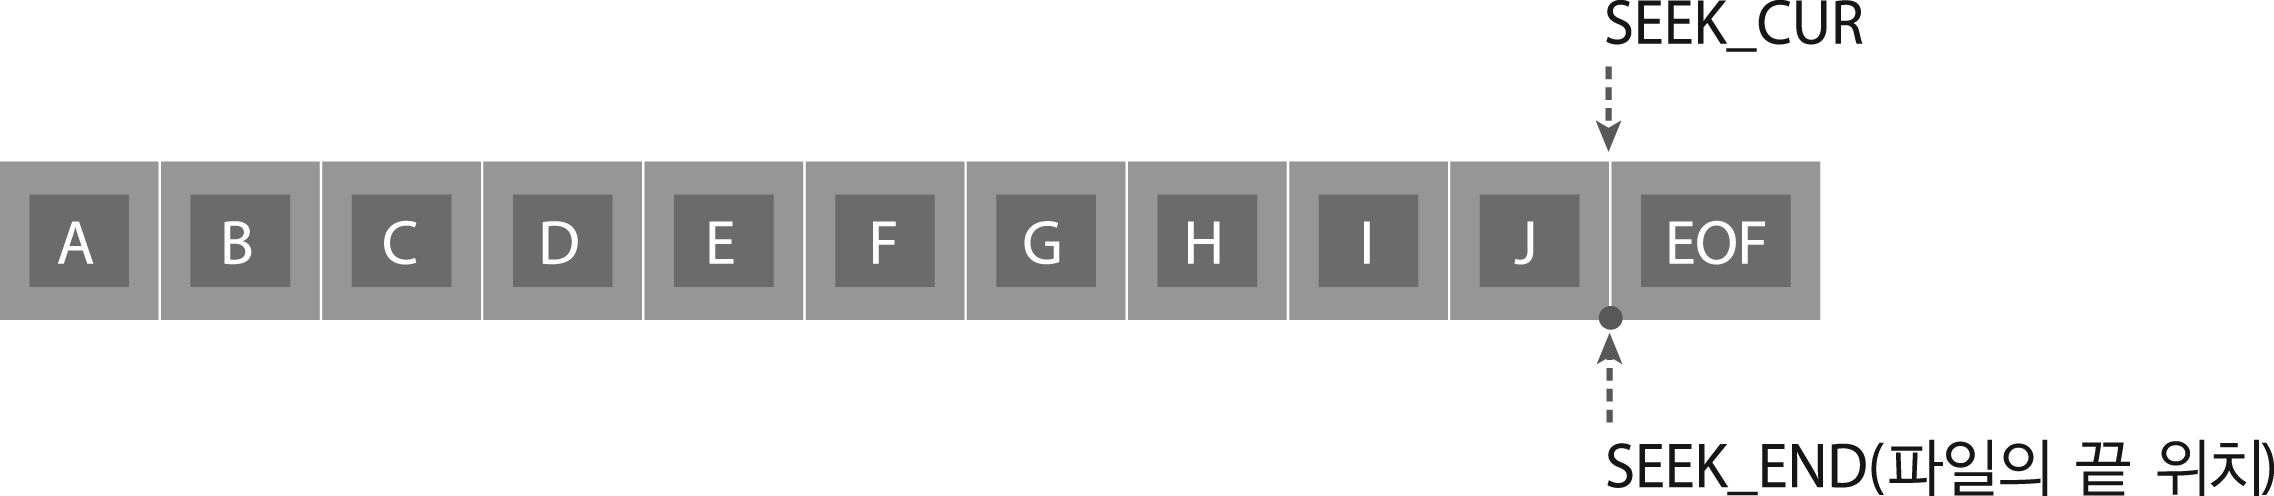 SEEK_CUR
A B C D E F G H I J EOF
SEEK_END(파일의 끝 위치)